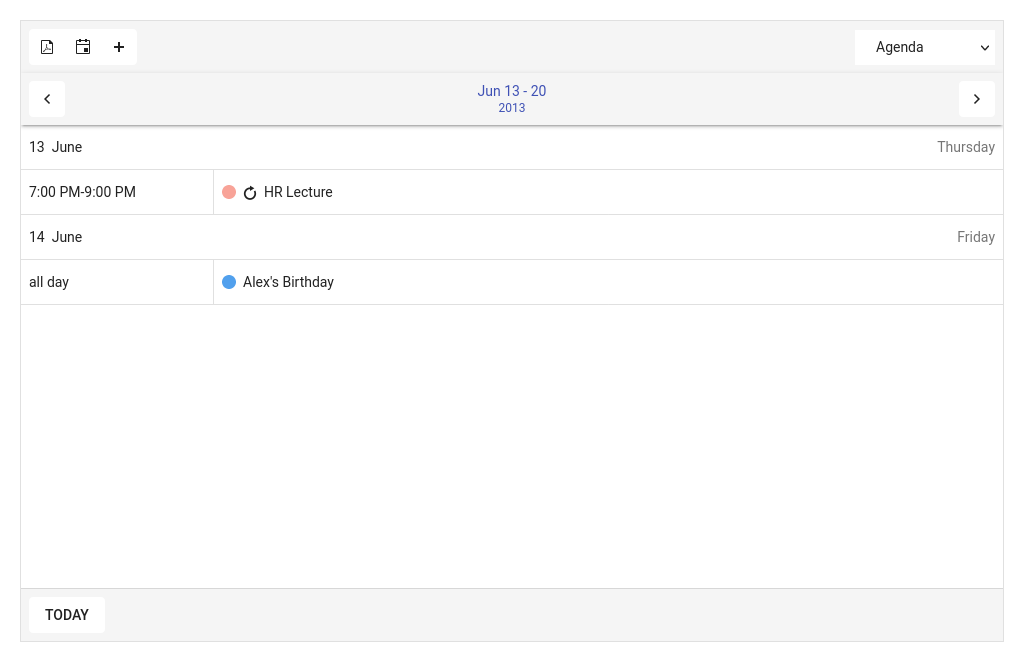 Agenda
Jun 13 - 20
2013
13 June Thursday
7:00 PM-9:00 PM HR Lecture
14 June Friday
all day Alex's Birthday
TODAY